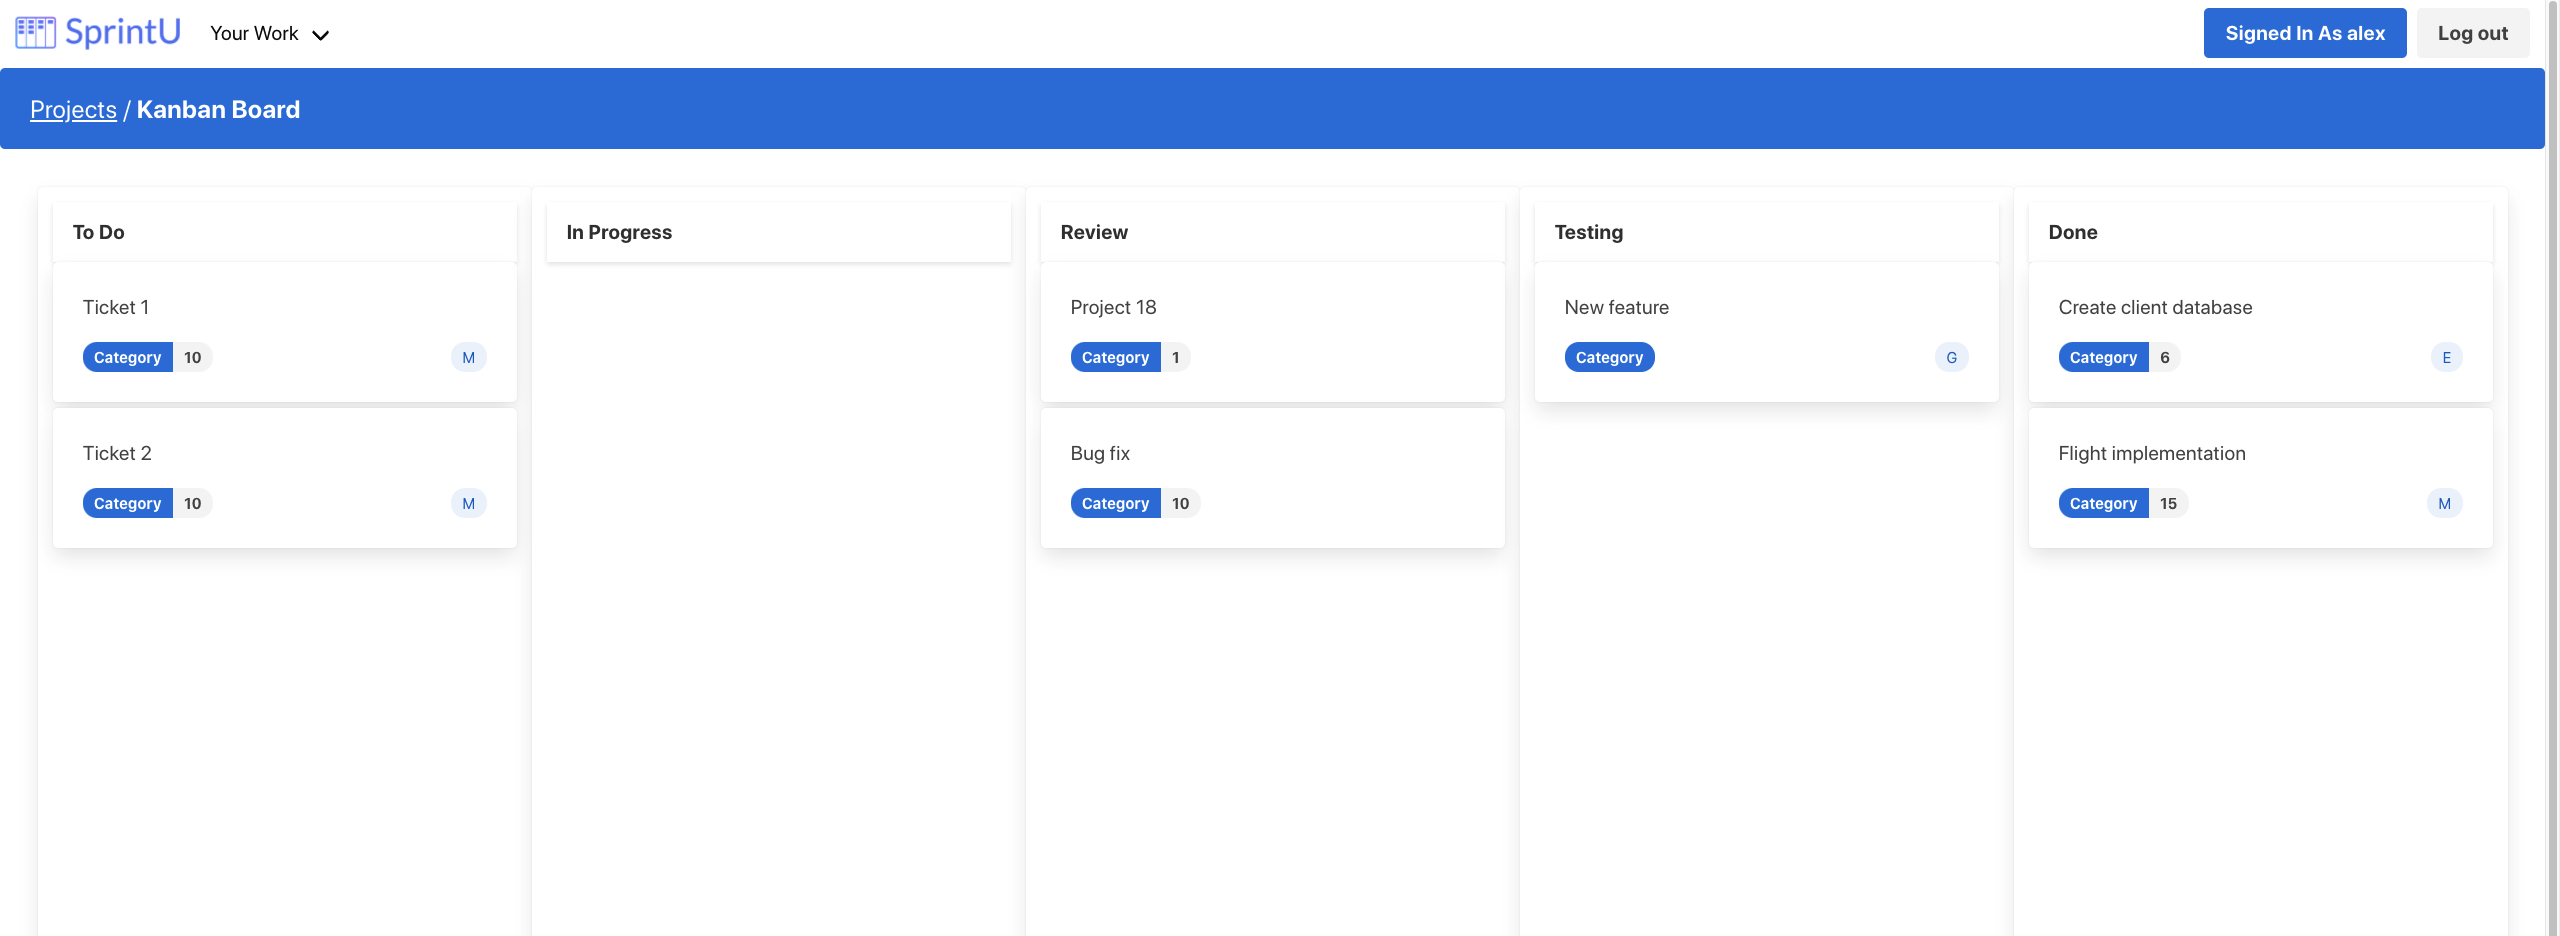 SprintU
Your Work
Signed In As alex
Log out
Projects / Kanban Board
To Do
Ticket 1
Category 10
M
Ticket 2
Category 10
M
In Progress
Review
Project 18
Category 1
Bug fix
Category 10
Testing
New feature
Category
G
Done
Create client database
Category 6
E
Flight implementation
Category 15
M